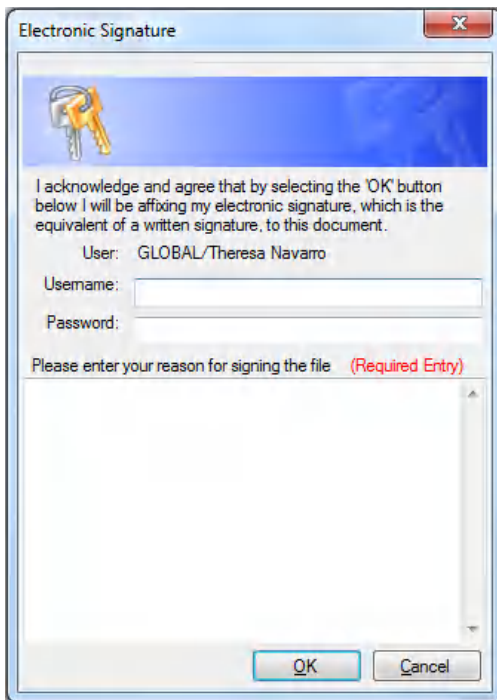 Electronic Signature
X
I acknowledge and agree that by selecting the 'OK' button
below I will be affixing my electronic signature, which is the
equivalent of a written signature, to this document.
User: GLOBAL/Theresa Navarro
Username:
Password:
Please enter your reason for signing the file (Required Entry)
OK Cancel